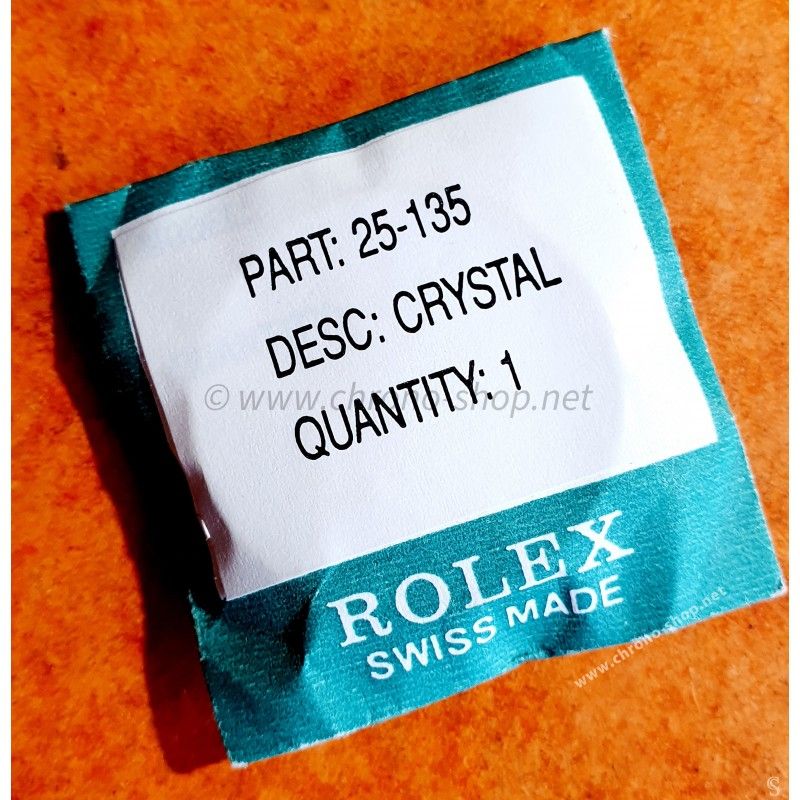 PART: 25-135
DESC: CRYSTAL
© www.chrono-shop.net
QUANTITY: 1
ROLEX
SWISS MADE
www.chrono-shop.net